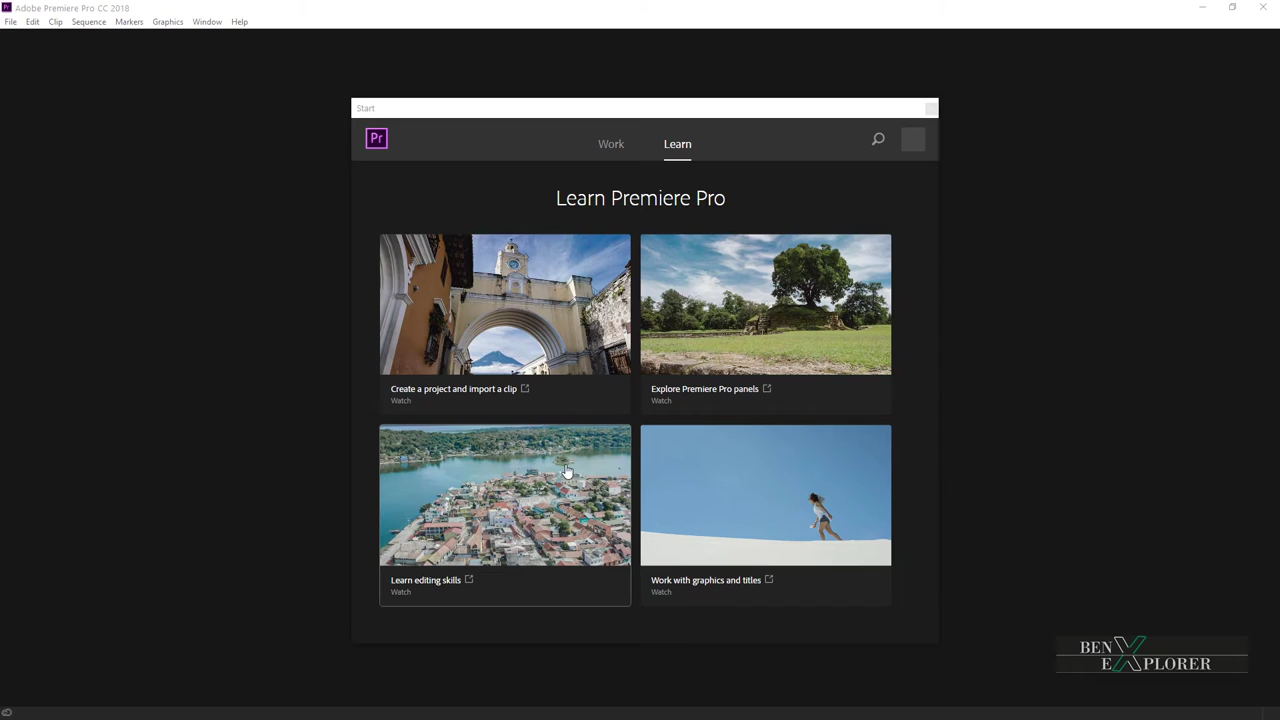 Adobe Premiere Pro CC 2018
File Edit Clip Sequence Markers Graphics Window Help
Start
Pr
Work Learn
Learn Premiere Pro
Create a project and import a clip
Watch
Explore Premiere Pro panels
Watch
Learn editing skills
Watch
Work with graphics and titles
Watch
BEN
EXPLORER